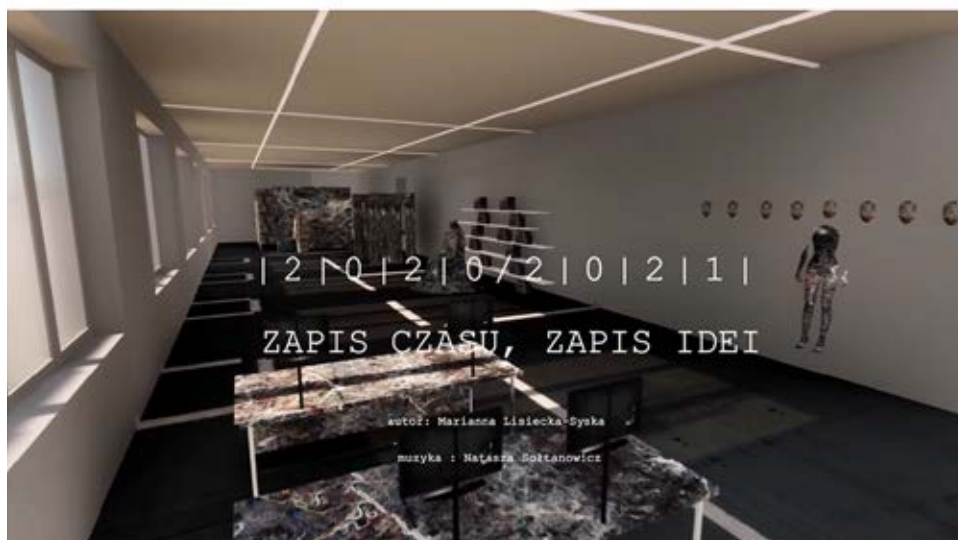 |2|0|2|0/2|0|2|1|
ZAPIS CZASU, ZAPIS IDEI
autor: Marianna Lisiecka-Syska
muzyka : Natasza Sołtanowicz